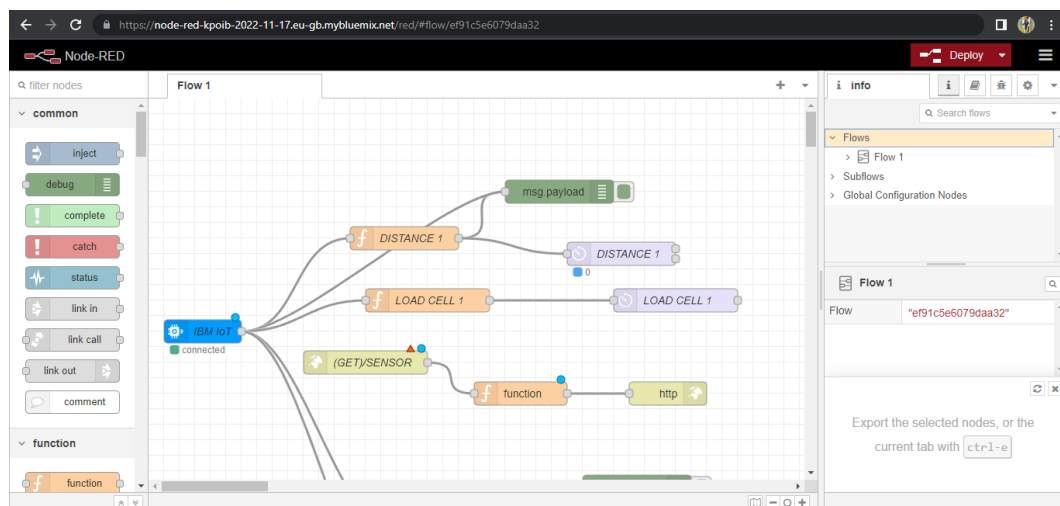 https://node-red-kpoib-2022-11-17.eu-gb.mybluemix.net/red/#flow/ef91c5e6079daa32
Node-RED
Deploy
filter nodes
Flow 1
i info
i
Search flows
common
Flows
Flow 1
Subflows
Global Configuration Nodes
inject
debug
complete
catch
status
link in
link call
link out
comment
function
function
msg.payload
f DISTANCE 1
DISTANCE 1
0
f LOAD CELL 1
LOAD CELL 1
IBM IoT
connected
(GET)/SENSOR
f function
http
Flow 1
Flow "ef91c5e6079daa32"
Export the selected nodes, or the
current tab with ctrl-e